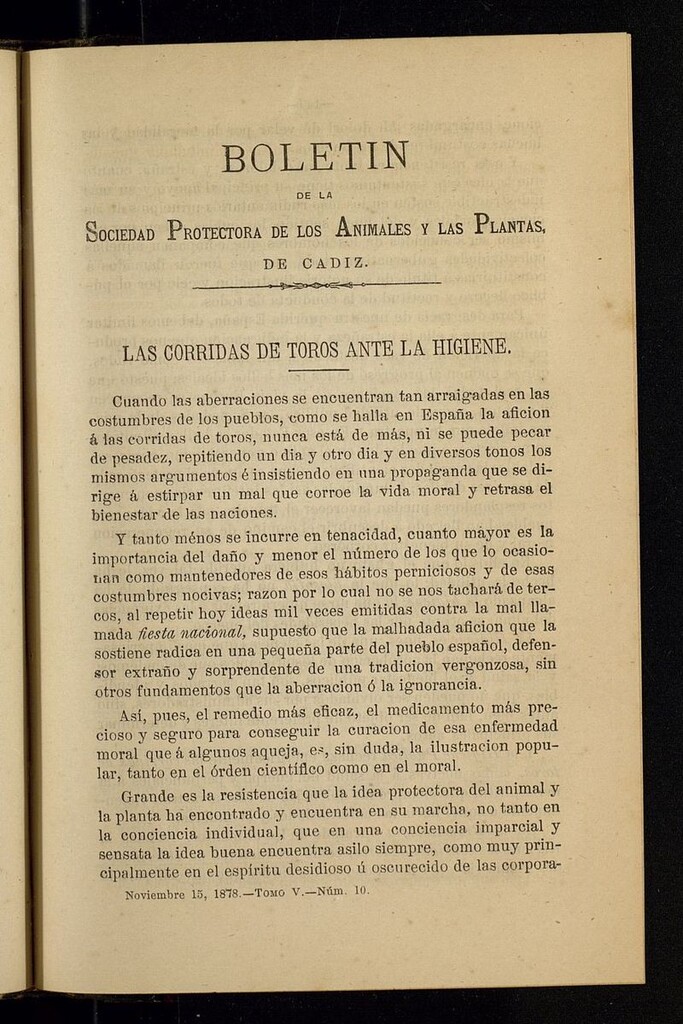 BOLETIN
DE LA
SOCIEDAD PROTECTORA DE LOS ANIMALES Y LAS PLANTAS,
DE CADIZ.
LAS CORRIDAS DE TOROS ANTE LA HIGIENE.
Cuando las aberraciones se encuentran tan arraigadas en las
costumbres de los pueblos, como se halla en España la aficion
á las corridas de toros, nunca está de más, ni se puede pecar
de pesadez, repitiendo un dia y otro dia y en diversos tonos los
mismos argumentos é insistiendo en una propaganda que se di-
rige á estirpar un mal que corroe la vida moral y retrasa el
bienestar de las naciones.
Y tanto ménos se incurre en tenacidad, cuanto mayor es la
importancia del daño y menor el número de los que lo ocasio-
nan como mantenedores de esos hábitos perniciosos y de esas
costumbres nocivas; razon por lo cual no se nos tachará de ter-
cos, al repetir hoy ideas mil veces emitidas contra la mal lla-
mada fiesta nacional, supuesto que la malhadada aficion que la
sostiene radica en una pequeña parte del pueblo español, defen-
sor extraño y sorprendente de una tradicion vergonzosa, sin
otros fundamentos que la aberracion ó la ignorancia.
Así, pues, el remedio más eficaz, el medicamento más pre-
cioso y seguro para conseguir la curacion de esa enfermedad
moral que á algunos aqueja, es, sin duda, la ilustracion popu-
lar, tanto en el órden científico como en el moral.
Grande es la resistencia que la idea protectora del animal y
la planta ha encontrado y encuentra en su marcha, no tanto en
la conciencia individual, que en una conciencia imparcial y
sensata la idea buena encuentra asilo siempre, como muy prin-
cipalmente en el espíritu desidioso ú oscurecido de las corpora-
Noviembre 15, 1878.—TOMO V.—Núm. 10.